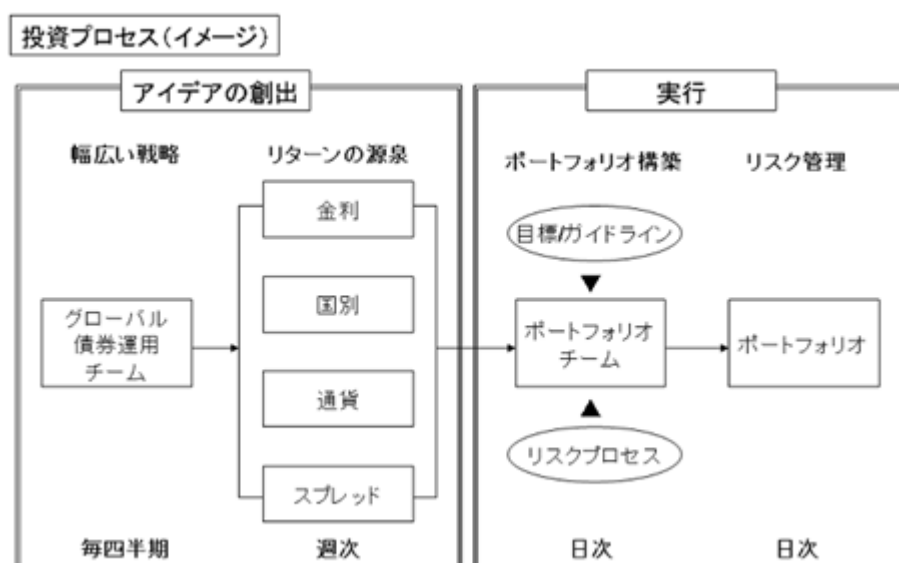 投資プロセス(イメージ)
アイデアの創出
実行
幅広い戦略
リターンの源泉
ポートフォリオ構築
リスク管理
金利
目標/ガイドライン
国別
グローバル
債券運用
チーム
ポートフォリオ
チーム
ポートフォリオ
通貨
リスクプロセス
スプレッド
毎四半期
週次
日次
日次